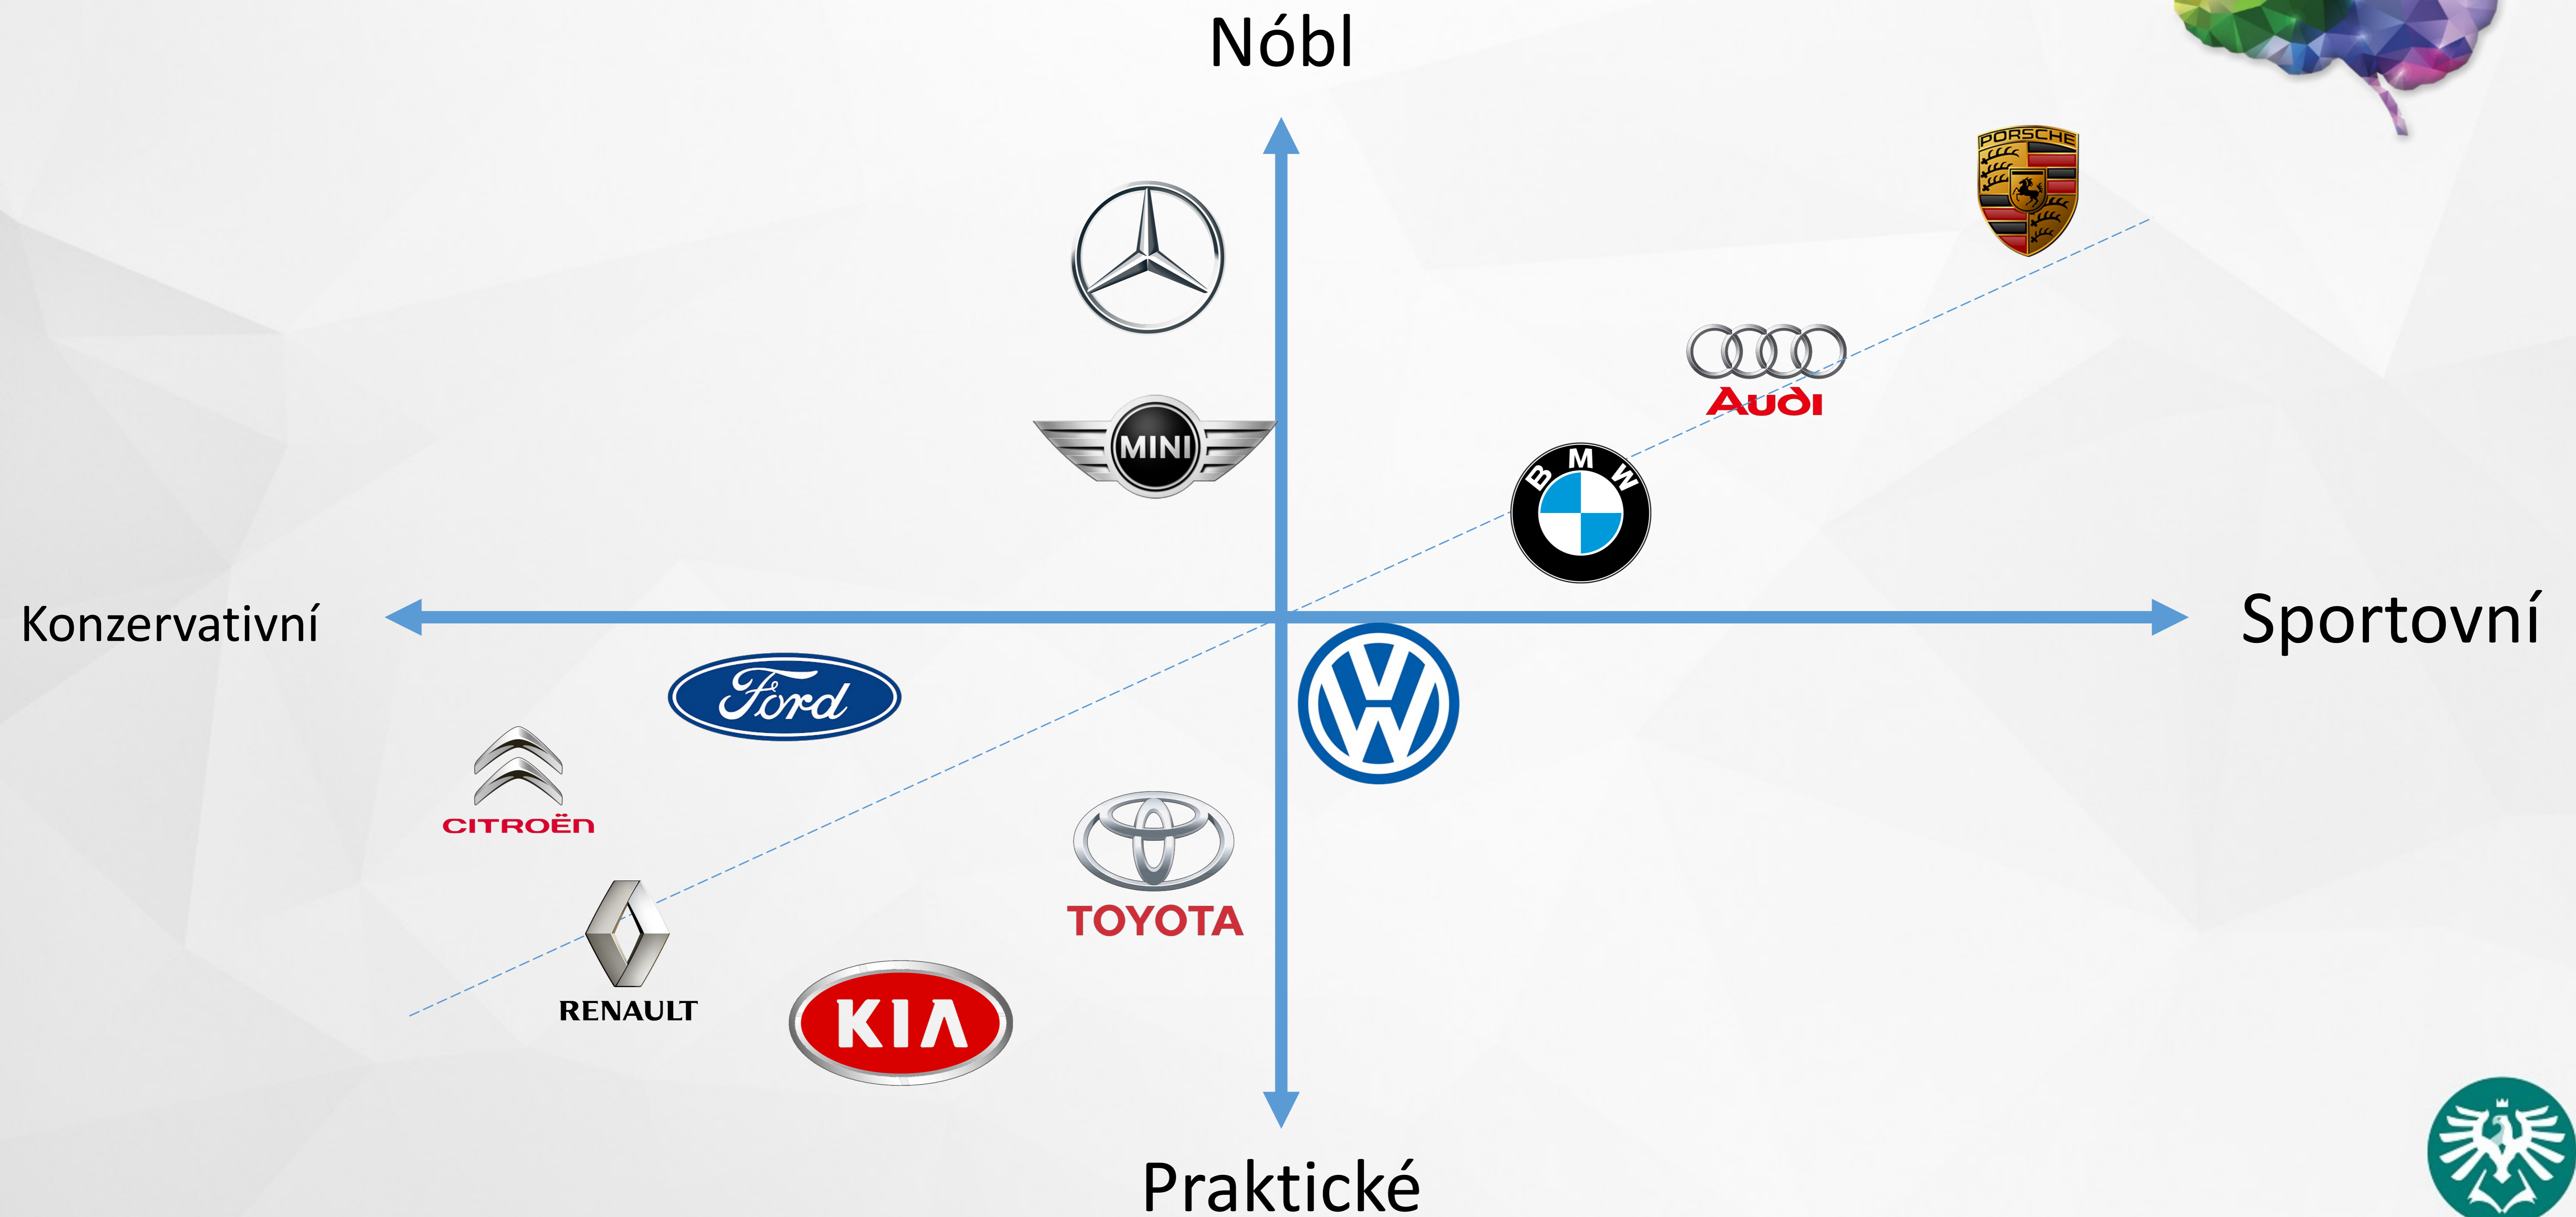 Nóbl
PORSCHE
Audi
MINI
BMW
Konzervativní
Sportovní
Ford
CITROËN
TOYOTA
RENAULT
KIA
Praktické